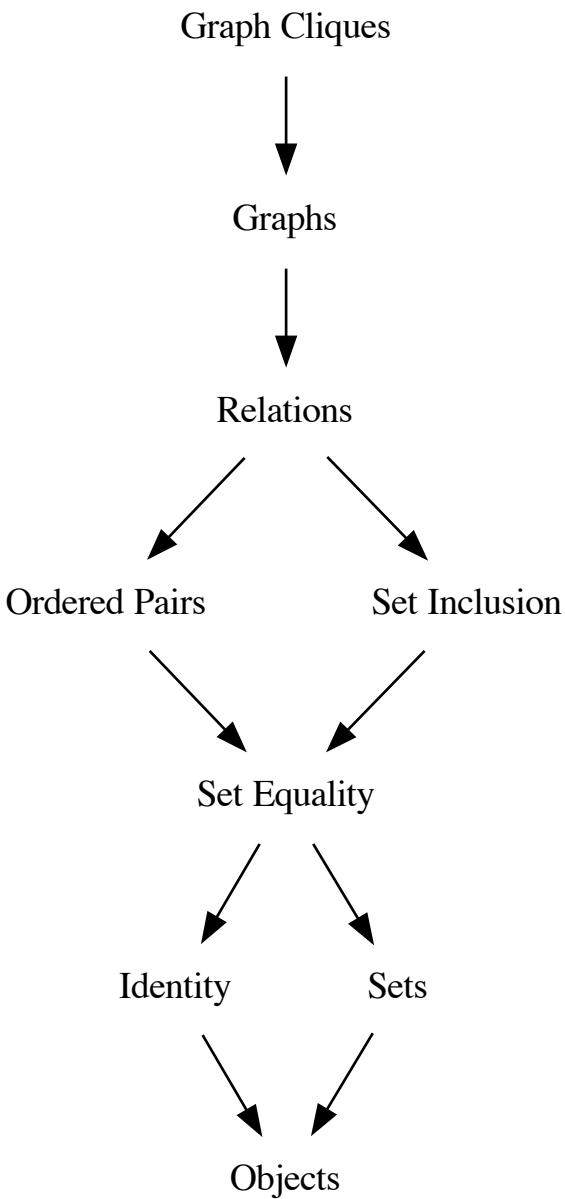 Graph Cliques
Graphs
Relations
Ordered Pairs
Set Inclusion
Set Equality
Identity
Sets
Objects